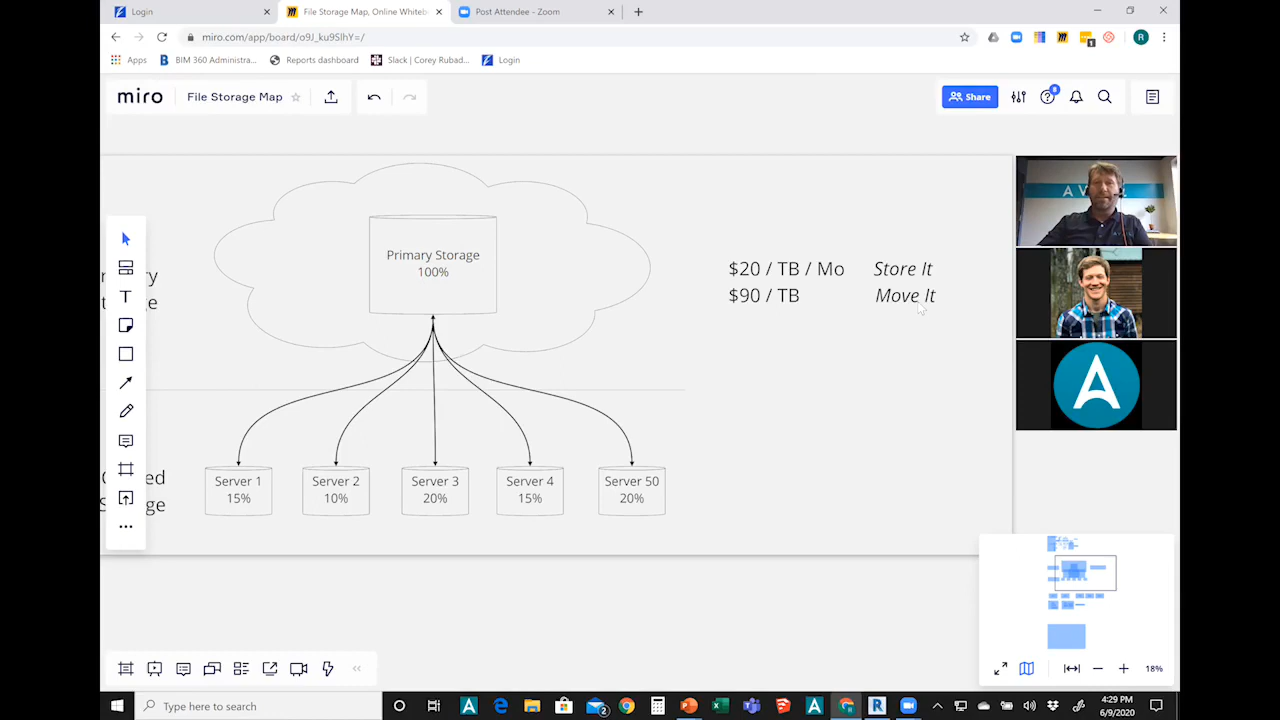 Login
File Storage Map, Online Whiteb
Post Attendee - Zoom
miro.com/app/board/o9J_ku9SlhY=/
R
Apps
BIM 360 Administra...
Reports dashboard
Slack | Corey Rubad...
Login
miro
File Storage Map
Share
8
Primary Storage
100%
$20 / TB / Mo Store It
$90 / TB Move It
Server 1
15%
Server 2
10%
Server 3
20%
Server 4
15%
Server 50
20%
18%
Type here to search
4:29 PM
6/9/2020